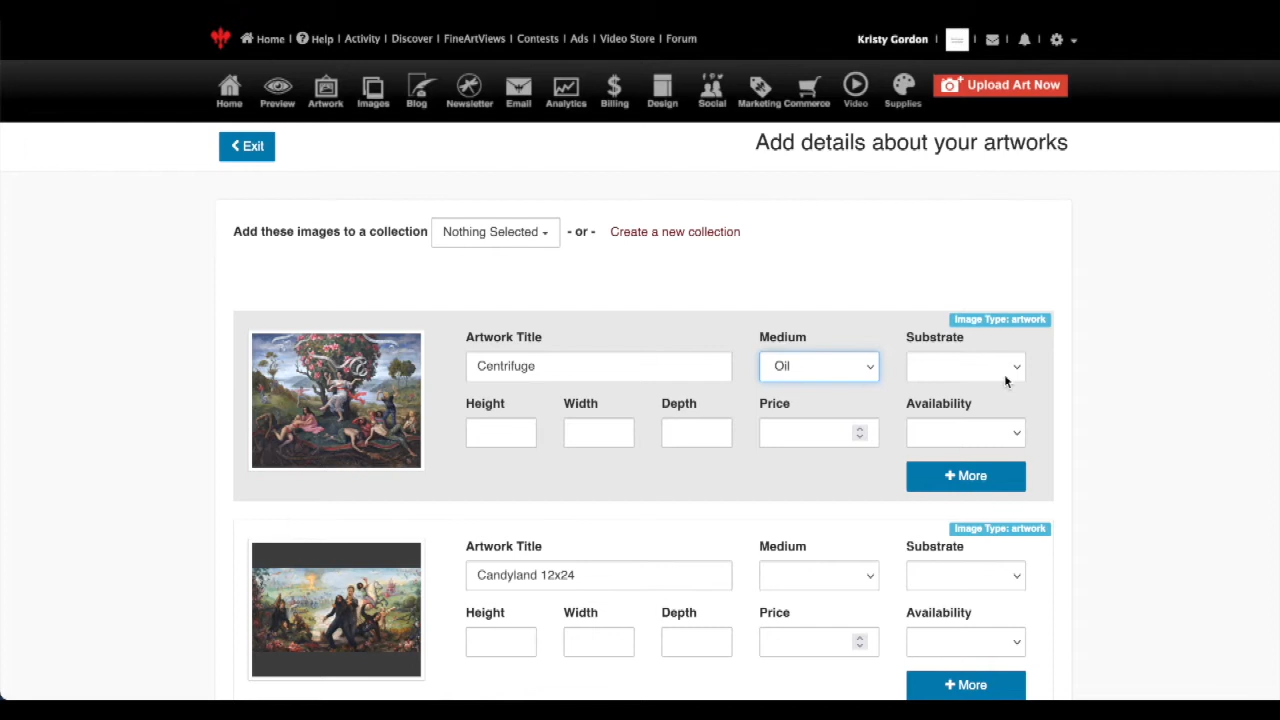 Home | Help | Activity | Discover | FineArtViews | Contests | Ads | Video Store | Forum
Kristy Gordon
Home Preview Artwork Images Blog Newsletter Email Analytics Billing Design Social Marketing Commerce Video Supplies Upload Art Now
Exit
Add details about your artworks
Add these images to a collection Nothing Selected - or - Create a new collection
Image Type: artwork
Artwork Title Medium Substrate
Centrifuge Oil
Height Width Depth Price Availability
+ More
Image Type: artwork
Artwork Title Medium Substrate
Candyland 12x24
Height Width Depth Price Availability
+ More